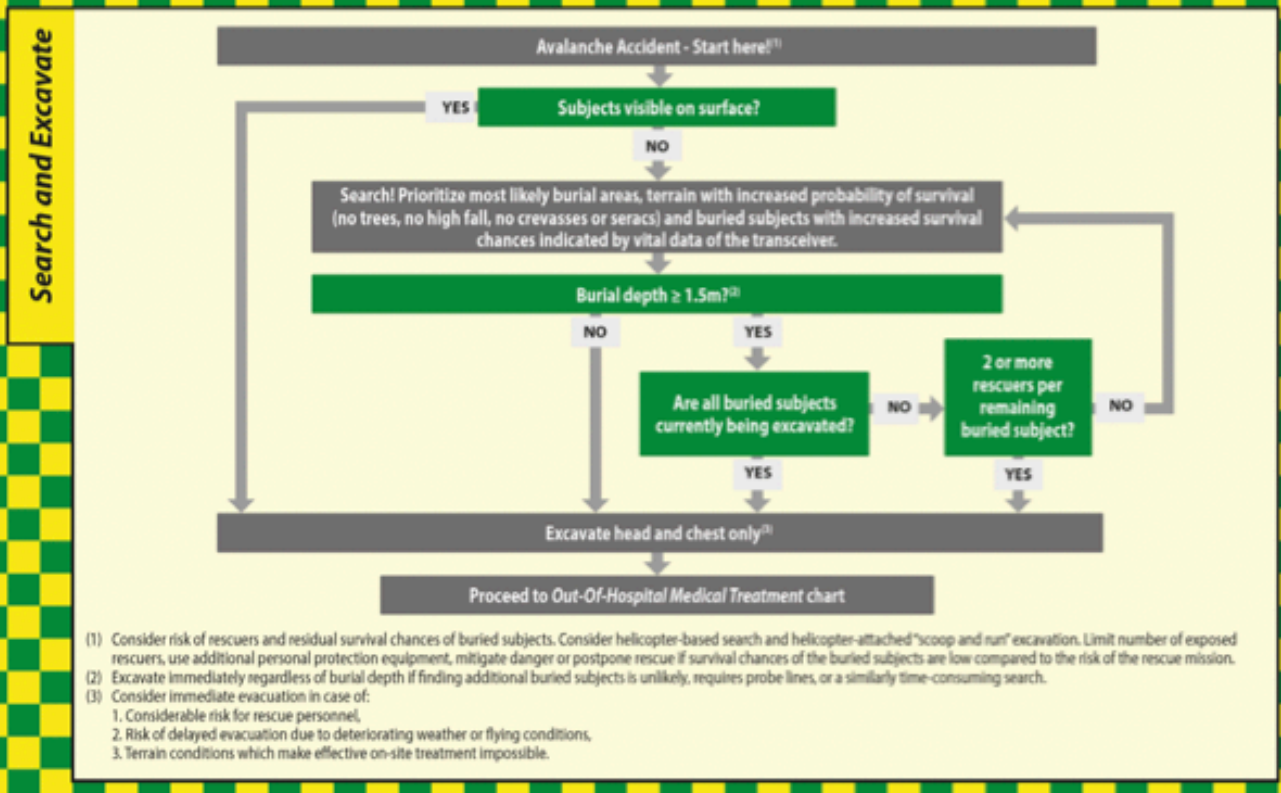 Search and Excavate
Avalanche Accident - Start here!(1)
Subjects visible on surface?
YES
NO
Search! Prioritize most likely burial areas, terrain with increased probability of survival
(no trees, no high fall, no crevasses or seracs) and buried subjects with increased survival
chances indicated by vital data of the transceiver.
Burial depth ≥ 1.5m?(2)
NO
YES
Are all buried subjects
currently being excavated?
NO
2 or more
rescuers per
remaining
buried subject?
NO
YES
YES
Excavate head and chest only(3)
Proceed to Out-Of-Hospital Medical Treatment chart
(1) Consider risk of rescuers and residual survival chances of buried subjects. Consider helicopter-based search and helicopter-attached "scoop and run" excavation. Limit number of exposed
rescuers, use additional personal protection equipment, mitigate danger or postpone rescue if survival chances of the buried subjects are low compared to the risk of the rescue mission.
(2) Excavate immediately regardless of burial depth if finding additional buried subjects is unlikely, requires probe lines, or a similarly time-consuming search.
(3) Consider immediate evacuation in case of:
1. Considerable risk for rescue personnel,
2. Risk of delayed evacuation due to deteriorating weather or flying conditions,
3. Terrain conditions which make effective on-site treatment impossible.